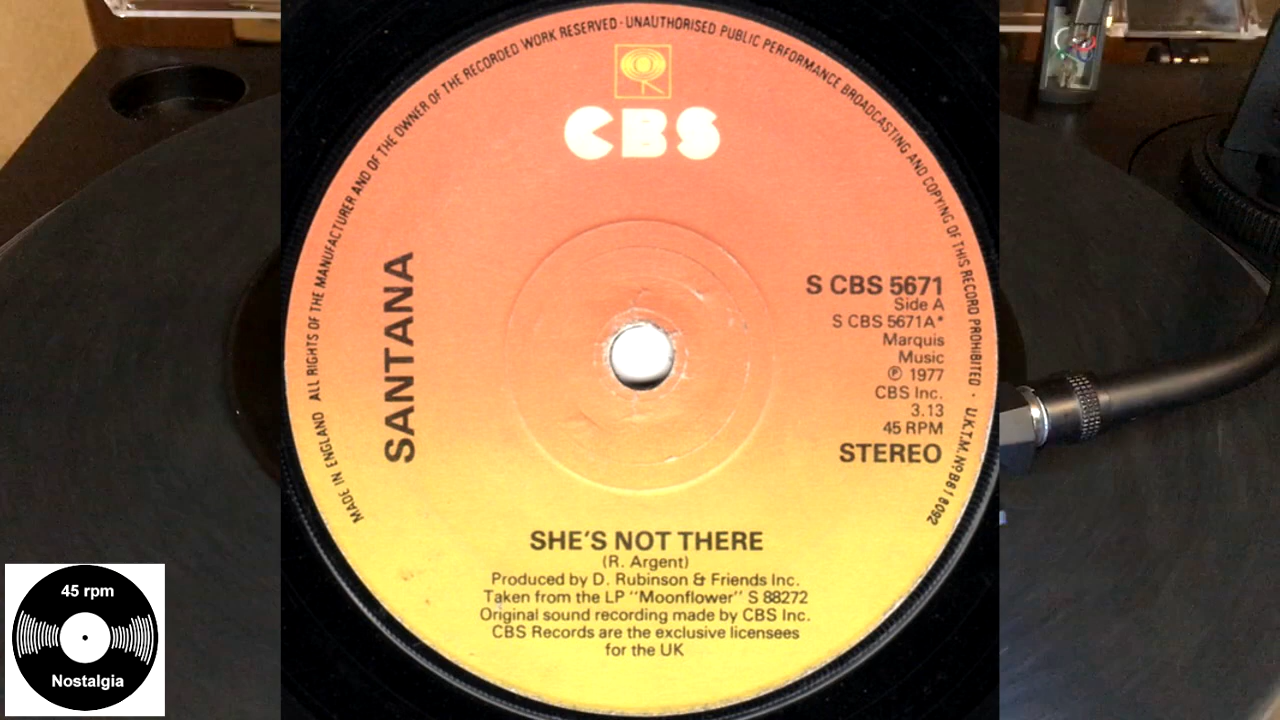 MADE IN ENGLAND ALL RIGHTS OF THE MANUFACTURER AND OF THE OWNER OF THE RECORDED WORK RESERVED · UNAUTHORISED PUBLIC PERFORMANCE BROADCASTING AND COPYING OF THIS RECORD PROHIBITED · U.K.T.M. Nº B618092
CBS
SANTANA
S CBS 5671
Side A
S CBS 5671A*
Marquis
Music
℗ 1977
CBS Inc.
3.13
45 RPM
STEREO
SHE'S NOT THERE
(R. Argent)
Produced by D. Rubinson & Friends Inc.
Taken from the LP "Moonflower" S 88272
Original sound recording made by CBS Inc.
CBS Records are the exclusive licensees
for the UK
45 rpm
Nostalgia